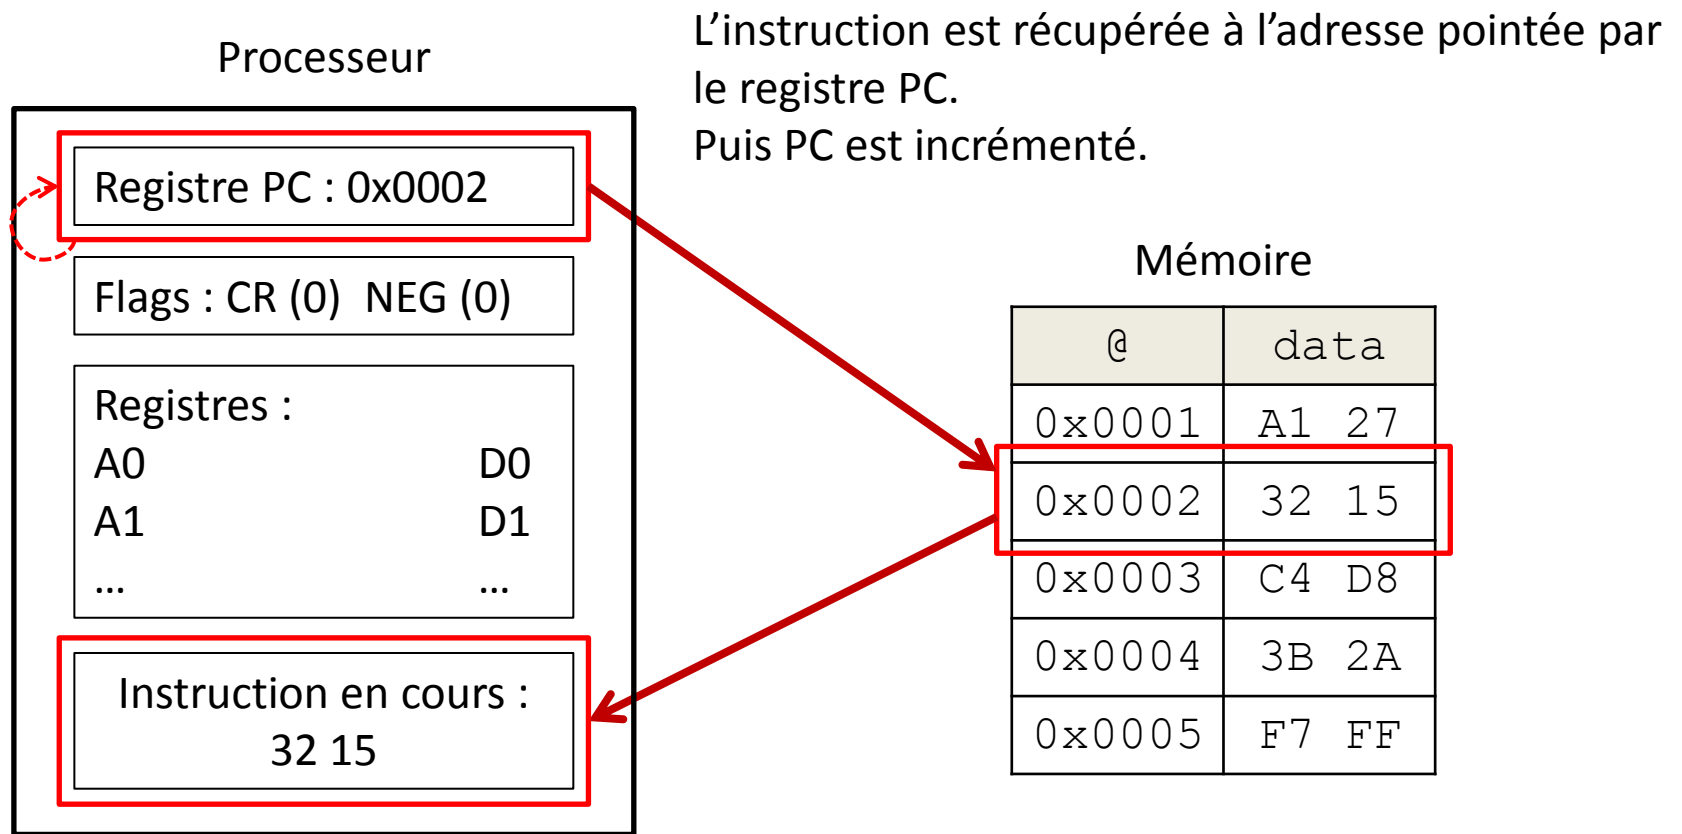 Processeur
L’instruction est récupérée à l’adresse pointée par
le registre PC.
Puis PC est incrémenté.
Registre PC : 0x0002
Flags : CR (0) NEG (0)
Registres :
A0 D0
A1 D1
... ...
Instruction en cours :
32 15
Mémoire
@ data
0x0001 A1 27
0x0002 32 15
0x0003 C4 D8
0x0004 3B 2A
0x0005 F7 FF